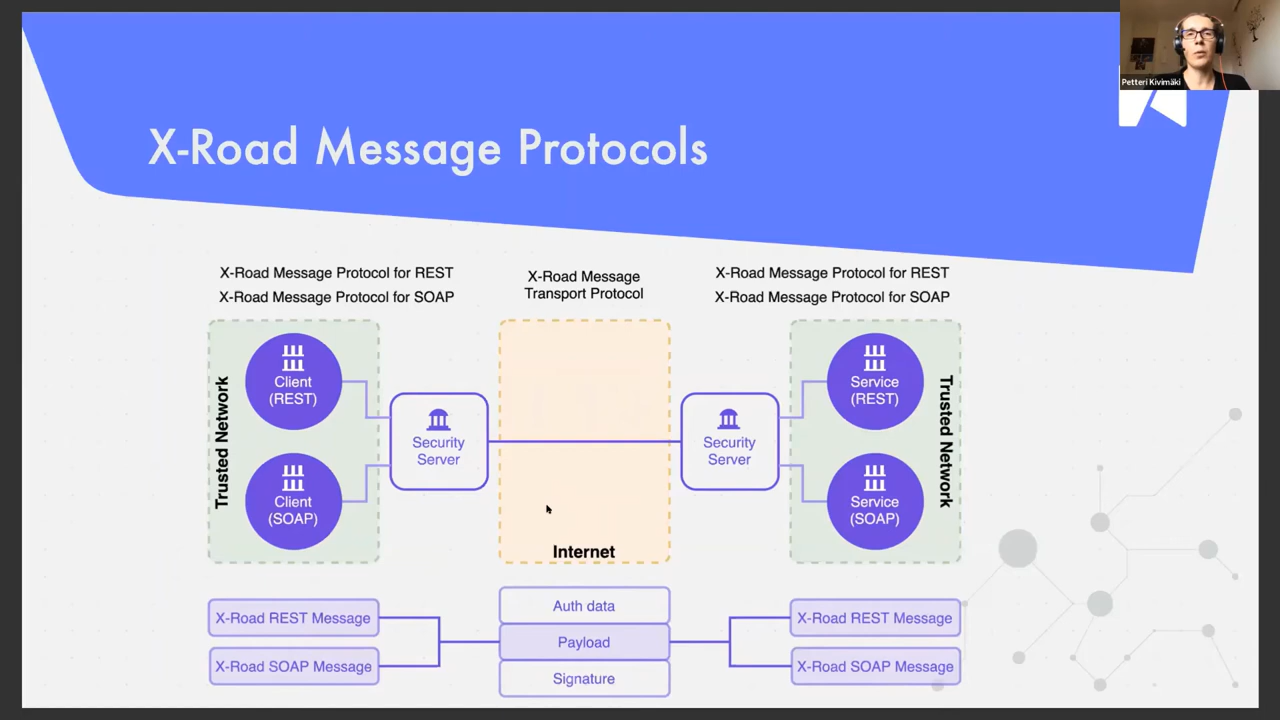 Petteri Kivimäki
X-Road Message Protocols
X-Road Message Protocol for REST
X-Road Message Protocol for SOAP
X-Road Message
Transport Protocol
X-Road Message Protocol for REST
X-Road Message Protocol for SOAP
Trusted Network
Client
(REST)
Client
(SOAP)
Security
Server
Internet
Security
Server
Service
(REST)
Service
(SOAP)
Trusted Network
X-Road REST Message
X-Road SOAP Message
Auth data
Payload
Signature
X-Road REST Message
X-Road SOAP Message